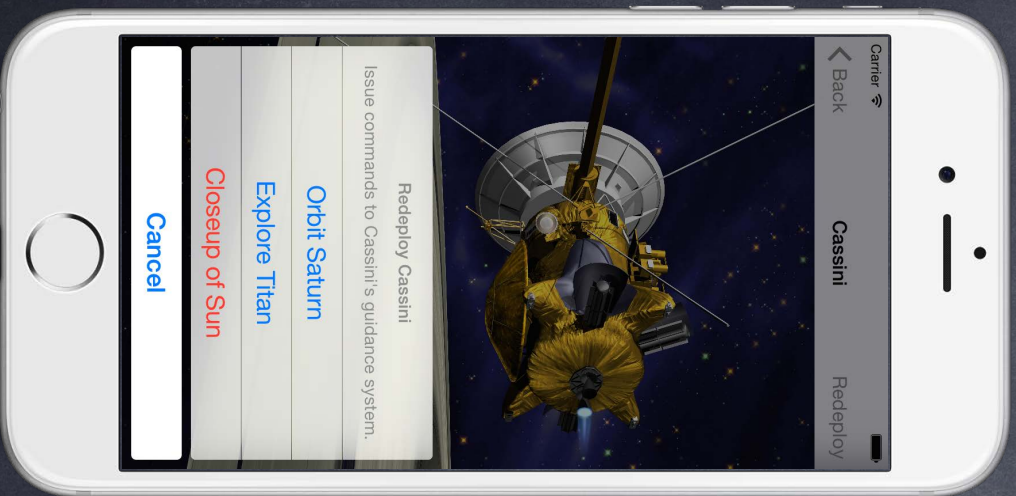 Carrier
Back
Cassini
Redeploy
Redeploy Cassini
Issue commands to Cassini's guidance system.
Orbit Saturn
Explore Titan
Closeup of Sun
Cancel